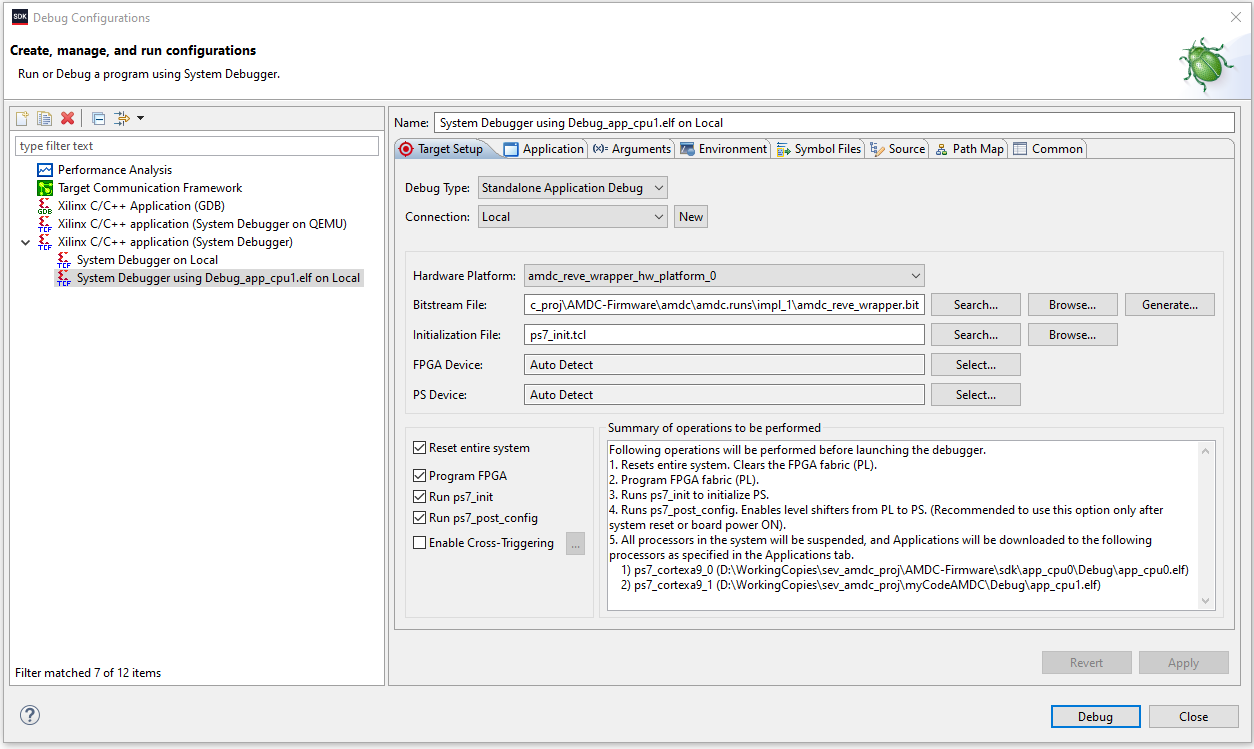 SDK Debug Configurations
Create, manage, and run configurations
Run or Debug a program using System Debugger.
type filter text
Performance Analysis
Target Communication Framework
GDB Xilinx C/C++ Application (GDB)
TCF Xilinx C/C++ application (System Debugger on QEMU)
TCF Xilinx C/C++ application (System Debugger)
TCF System Debugger on Local
TCF System Debugger using Debug_app_cpu1.elf on Local
Filter matched 7 of 12 items
Name: System Debugger using Debug_app_cpu1.elf on Local
Target Setup Application (x)= Arguments Environment Symbol Files Source Path Map Common
Debug Type: Standalone Application Debug
Connection: Local New
Hardware Platform: amdc_reve_wrapper_hw_platform_0
Bitstream File: c_proj\AMDC-Firmware\amdc\amdc.runs\impl_1\amdc_reve_wrapper.bit Search... Browse... Generate...
Initialization File: ps7_init.tcl Search... Browse...
FPGA Device: Auto Detect Select...
PS Device: Auto Detect Select...
Reset entire system
Program FPGA
Run ps7_init
Run ps7_post_config
Enable Cross-Triggering ...
Summary of operations to be performed
Following operations will be performed before launching the debugger.
1. Resets entire system. Clears the FPGA fabric (PL).
2. Program FPGA fabric (PL).
3. Runs ps7_init to initialize PS.
4. Runs ps7_post_config. Enables level shifters from PL to PS. (Recommended to use this option only after
system reset or board power ON).
5. All processors in the system will be suspended, and Applications will be downloaded to the following
processors as specified in the Applications tab.
1) ps7_cortexa9_0 (D:\WorkingCopies\sev_amdc_proj\AMDC-Firmware\sdk\app_cpu0\Debug\app_cpu0.elf)
2) ps7_cortexa9_1 (D:\WorkingCopies\sev_amdc_proj\myCodeAMDC\Debug\app_cpu1.elf)
Revert Apply
? Debug Close